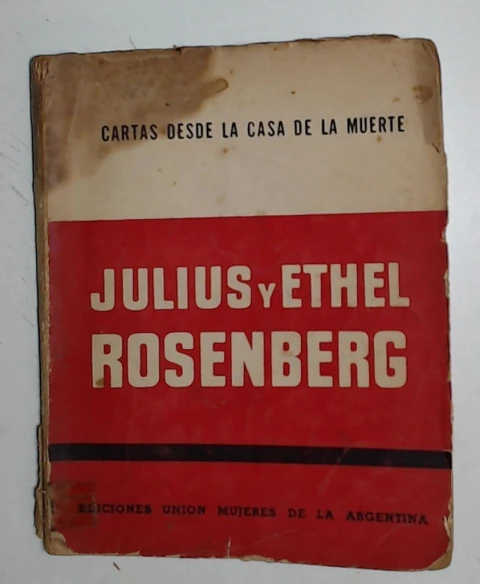 CARTAS DESDE LA CASA DE LA MUERTE
JULIUS Y ETHEL
ROSENBERG
EDICIONES UNION MUJERES DE LA ARGENTINA